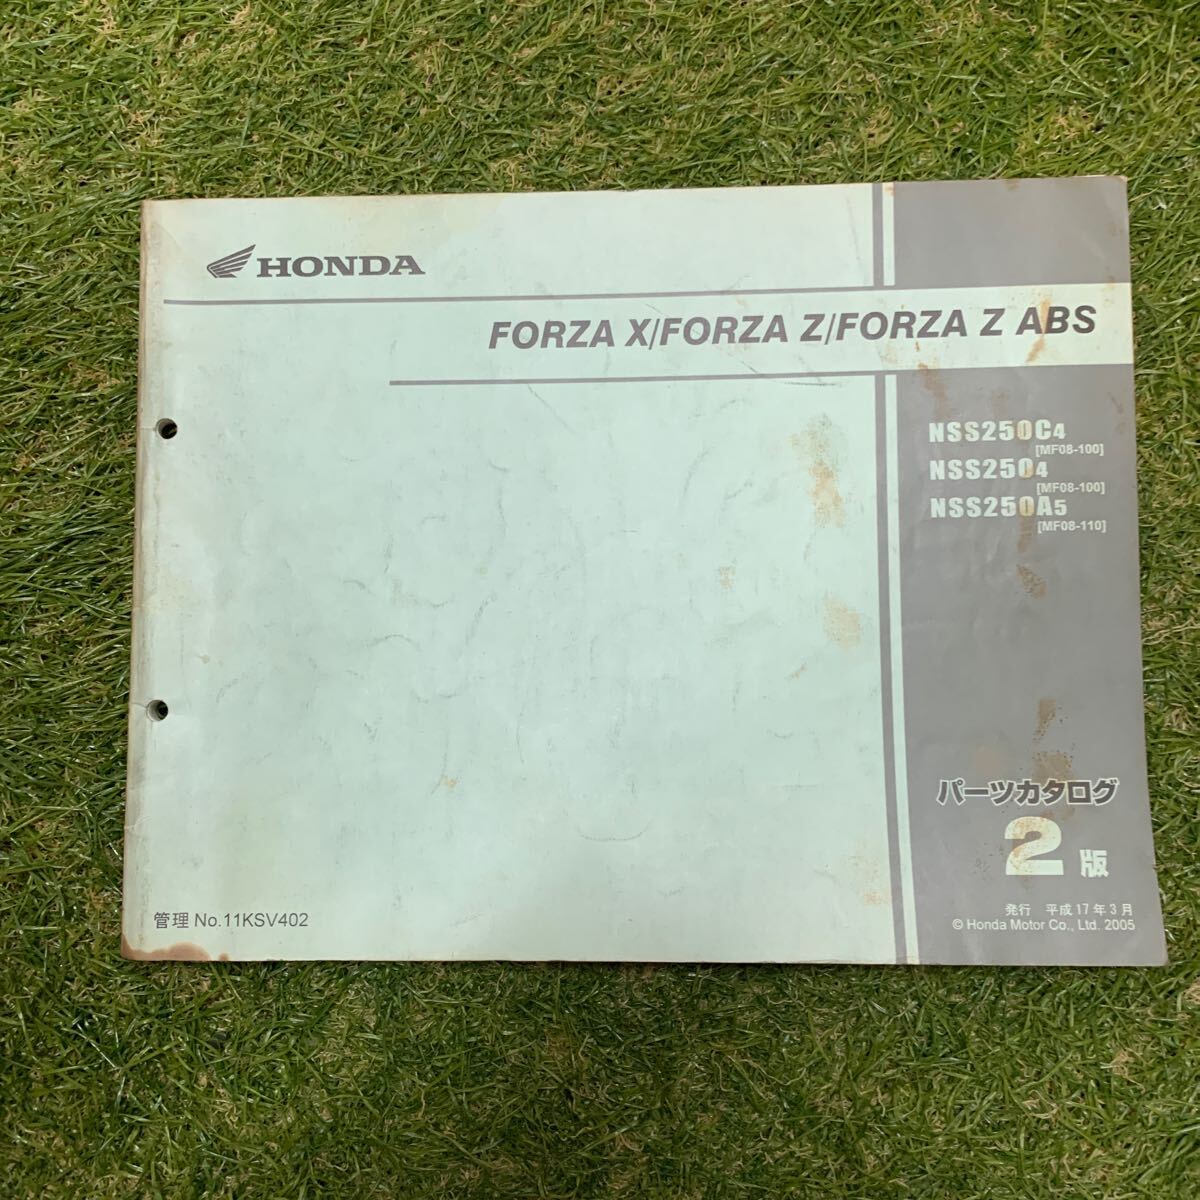 HONDA
FORZA X/FORZA Z/FORZA Z ABS
NSS250C4
[MF08-100]
NSS2504
[MF08-100]
NSS250A5
[MF08-110]
パーツカタログ
2版
発行 平成17年3月
© Honda Motor Co., Ltd. 2005
管理 No.11KSV402